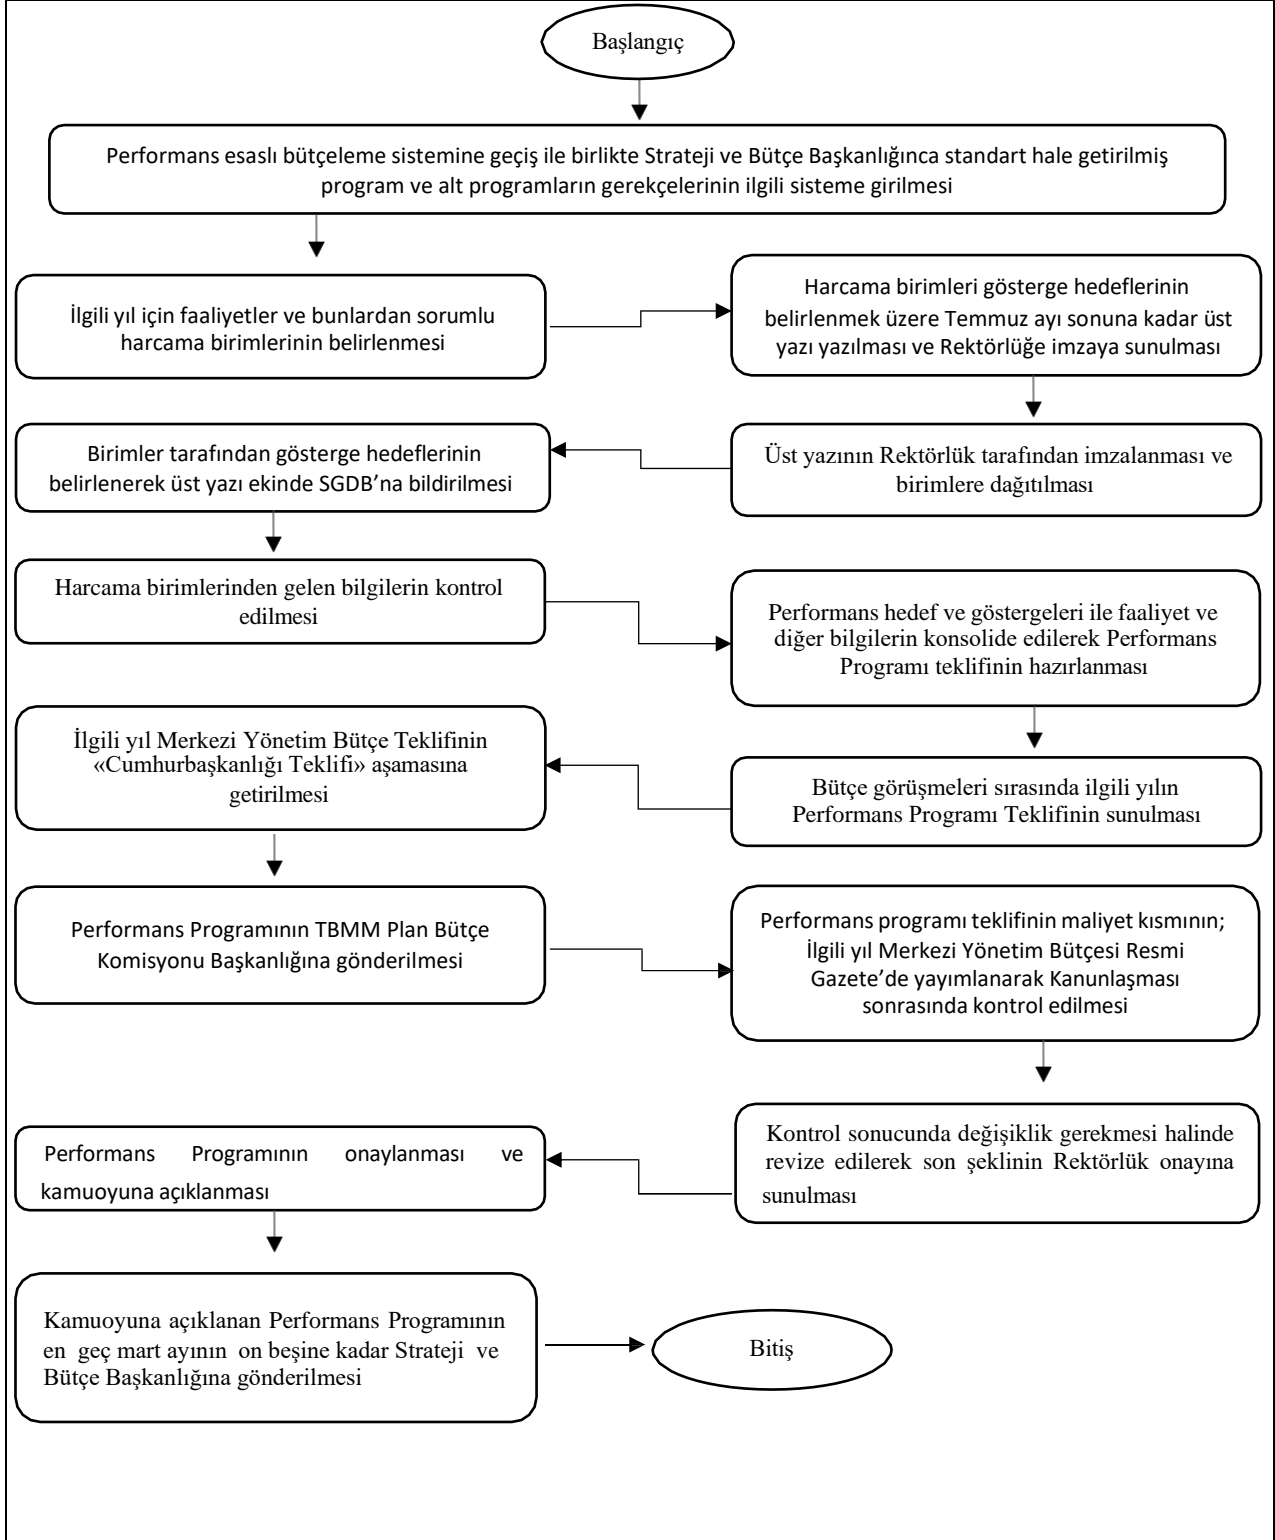 Başlangıç
Performans esaslı bütçeleme sistemine geçiş ile birlikte Strateji ve Bütçe Başkanlığınca standart hale getirilmiş
program ve alt programların gerekçelerinin ilgili sisteme girilmesi
İlgili yıl için faaliyetler ve bunlardan sorumlu
harcama birimlerinin belirlenmesi
Harcama birimleri gösterge hedeflerinin
belirlenmek üzere Temmuz ayı sonuna kadar üst
yazı yazılması ve Rektörlüğe imzaya sunulması
Üst yazının Rektörlük tarafından imzalanması ve
birimlere dağıtılması
Birimler tarafından gösterge hedeflerinin
belirlenerek üst yazı ekinde SGDB’na bildirilmesi
Harcama birimlerinden gelen bilgilerin kontrol
edilmesi
Performans hedef ve göstergeleri ile faaliyet ve
diğer bilgilerin konsolide edilerek Performans
Programı teklifinin hazırlanması
Bütçe görüşmeleri sırasında ilgili yılın
Performans Programı Teklifinin sunulması
İlgili yıl Merkezi Yönetim Bütçe Teklifinin
«Cumhurbaşkanlığı Teklifi» aşamasına
getirilmesi
Performans Programının TBMM Plan Bütçe
Komisyonu Başkanlığına gönderilmesi
Performans programı teklifinin maliyet kısmının;
İlgili yıl Merkezi Yönetim Bütçesi Resmi
Gazete’de yayımlanarak Kanunlaşması
sonrasında kontrol edilmesi
Kontrol sonucunda değişiklik gerekmesi halinde
revize edilerek son şeklinin Rektörlük onayına
sunulması
Performans Programının onaylanması ve
kamuoyuna açıklanması
Kamuoyuna açıklanan Performans Programının
en geç mart ayının on beşine kadar Strateji ve
Bütçe Başkanlığına gönderilmesi
Bitiş